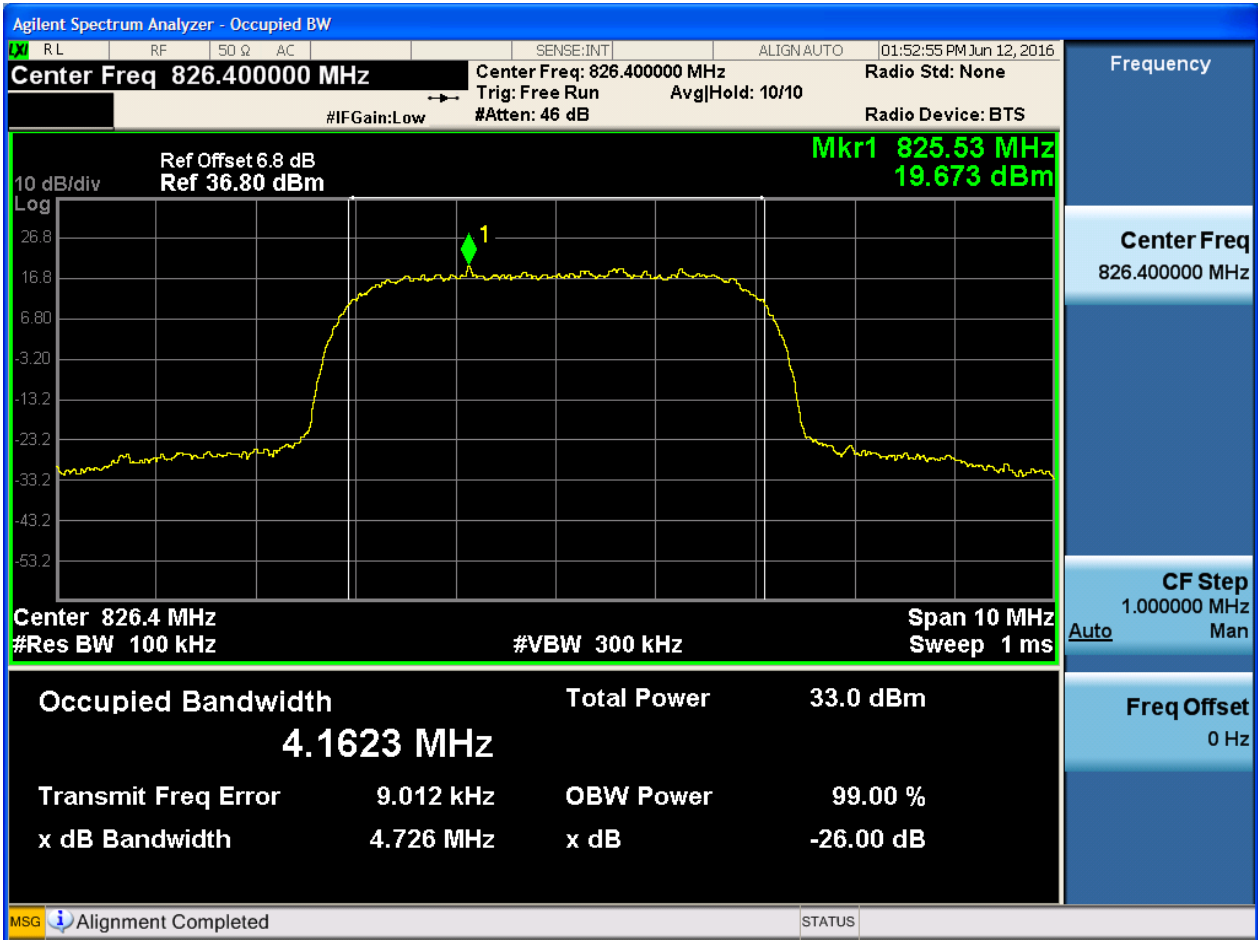 Agilent Spectrum Analyzer - Occupied BW
LXI RL RF 50 Ω AC SENSE:INT ALIGN AUTO 01:52:55 PM Jun 12, 2016
Center Freq 826.400000 MHz
Center Freq: 826.400000 MHz Radio Std: None
Trig: Free Run Avg|Hold: 10/10
#IFGain:Low #Atten: 46 dB Radio Device: BTS
Frequency
Mkr1 825.53 MHz
19.673 dBm
Ref Offset 6.8 dB
10 dB/div Ref 36.80 dBm
Log
1
26.8
16.8
6.80
-3.20
-13.2
-23.2
-33.2
-43.2
-53.2
Center 826.4 MHz Span 10 MHz
#Res BW 100 kHz #VBW 300 kHz Sweep 1 ms
Center Freq
826.400000 MHz
CF Step
1.000000 MHz
Auto Man
Freq Offset
0 Hz
Occupied Bandwidth Total Power 33.0 dBm
4.1623 MHz
Transmit Freq Error 9.012 kHz OBW Power 99.00 %
x dB Bandwidth 4.726 MHz x dB -26.00 dB
MSG Alignment Completed STATUS